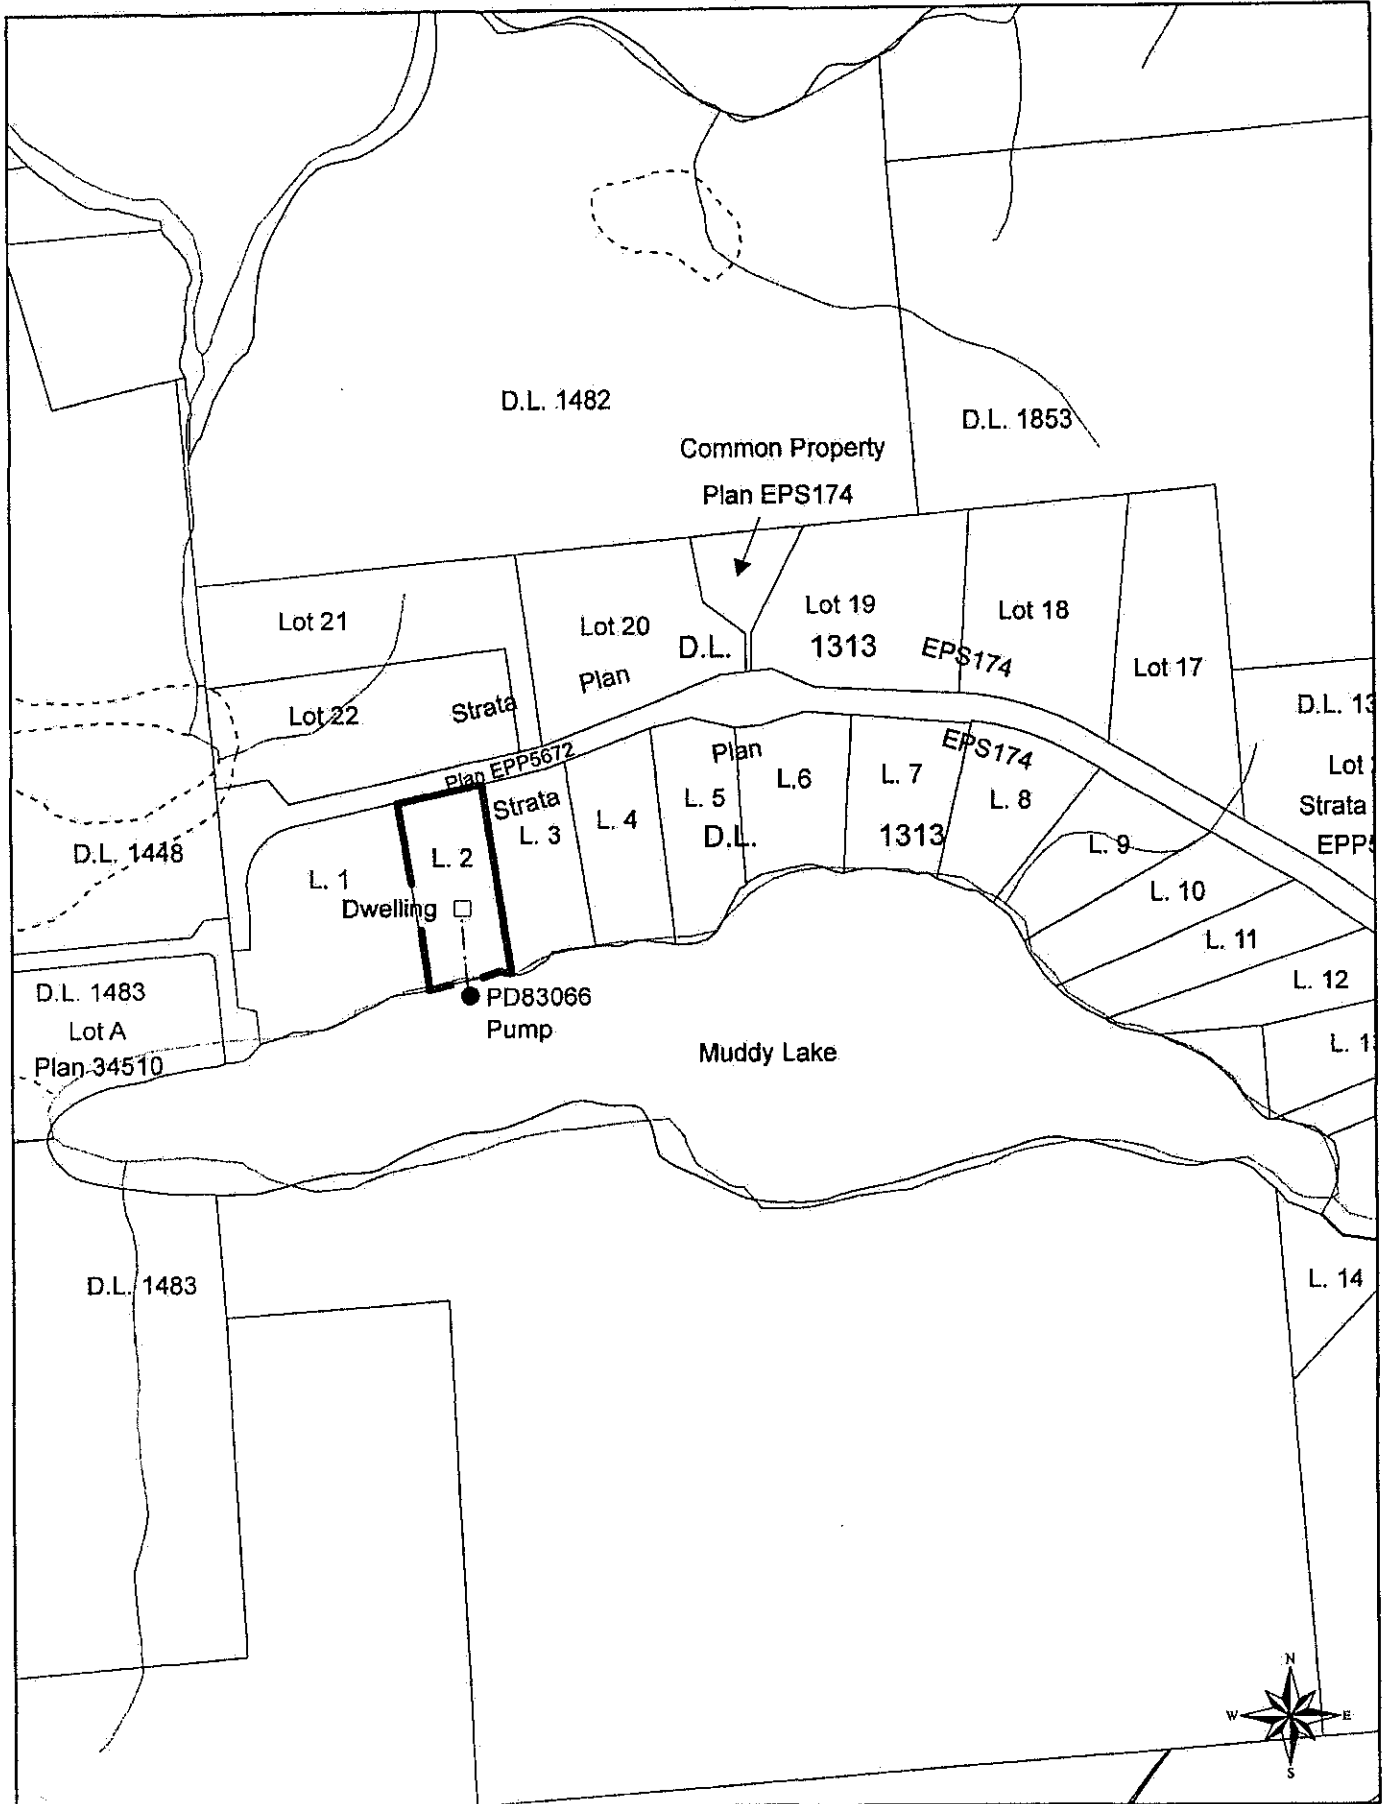 D.L. 1482
D.L. 1853
Common Property
Plan EPS174
Lot 21
Lot 20
Lot 19
Lot 18
D.L.
1313
EPS174
Lot 17
Plan
Lot 22
Strata
D.L. 13
Lot
Strata
EPP5
Plan EPP5672
Plan
EPS174
Strata
L. 1
L. 2
L. 3
L. 4
L. 5
L.6
L. 7
L. 8
L. 9
D.L.
1313
D.L. 1448
L. 10
Dwelling
L. 11
L. 12
L. 1
D.L. 1483
Lot A
Plan 34510
PD83066
Pump
Muddy Lake
D.L. 1483
L. 14
N
W
E
S